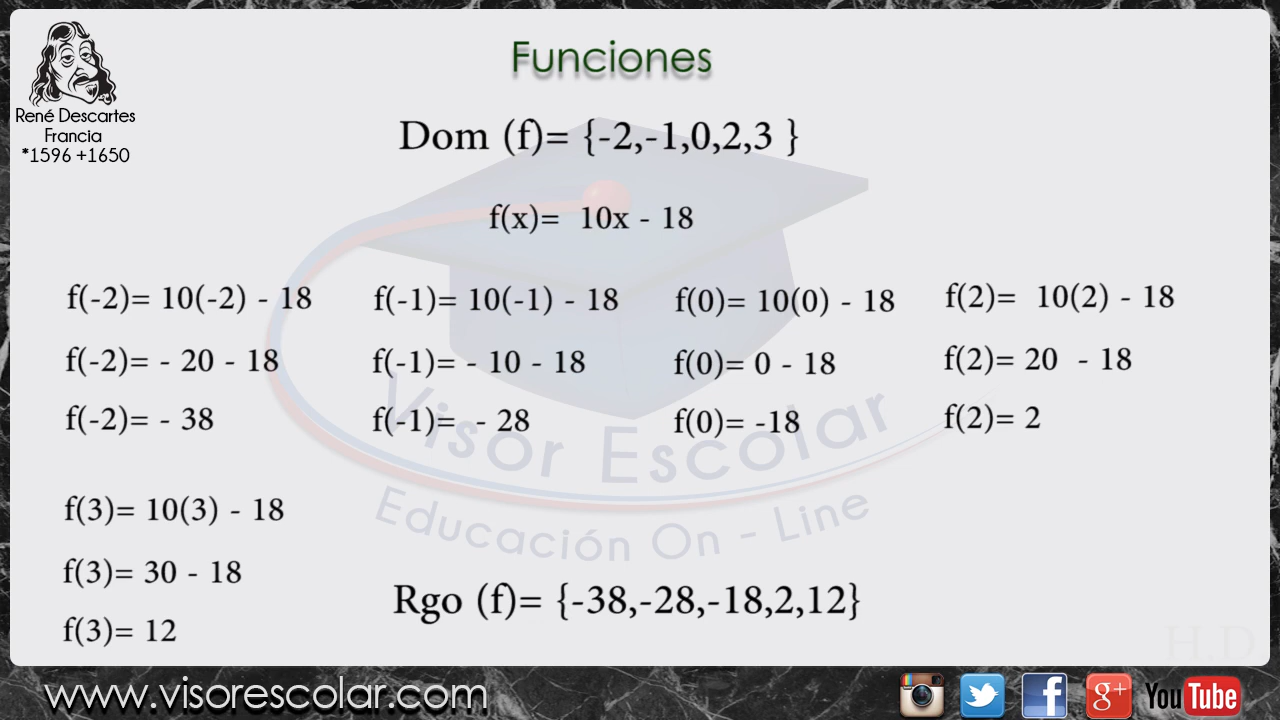 Funciones
René Descartes
Francia
*1596 +1650
Dom (f)= {-2,-1,0,2,3 }
f(x)= 10x - 18
f(-2)= 10(-2) - 18
f(-2)= - 20 - 18
f(-2)= - 38
f(-1)= 10(-1) - 18
f(-1)= - 10 - 18
f(-1)= - 28
f(0)= 10(0) - 18
f(0)= 0 - 18
f(0)= -18
f(2)= 10(2) - 18
f(2)= 20 - 18
f(2)= 2
f(3)= 10(3) - 18
f(3)= 30 - 18
f(3)= 12
Visor Escolar
Educación On - Line
Rgo (f)= {-38,-28,-18,2,12}
H.D
www.visorescolar.com
g+
You Tube